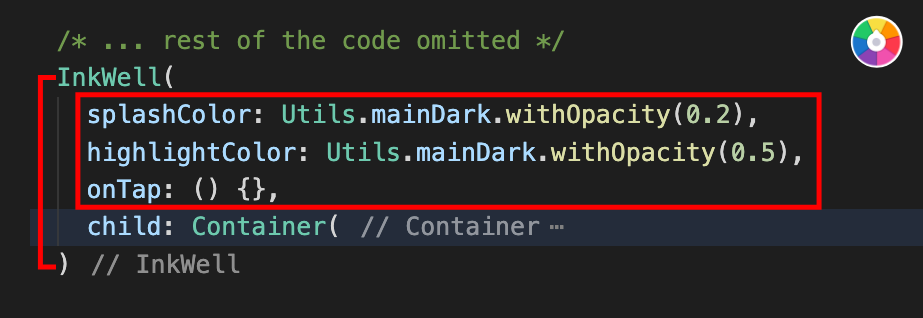 /* ... rest of the code omitted */
InkWell(
splashColor: Utils.mainDark.withOpacity(0.2),
highlightColor: Utils.mainDark.withOpacity(0.5),
onTap: () {},
child: Container( // Container ⋯
) // InkWell